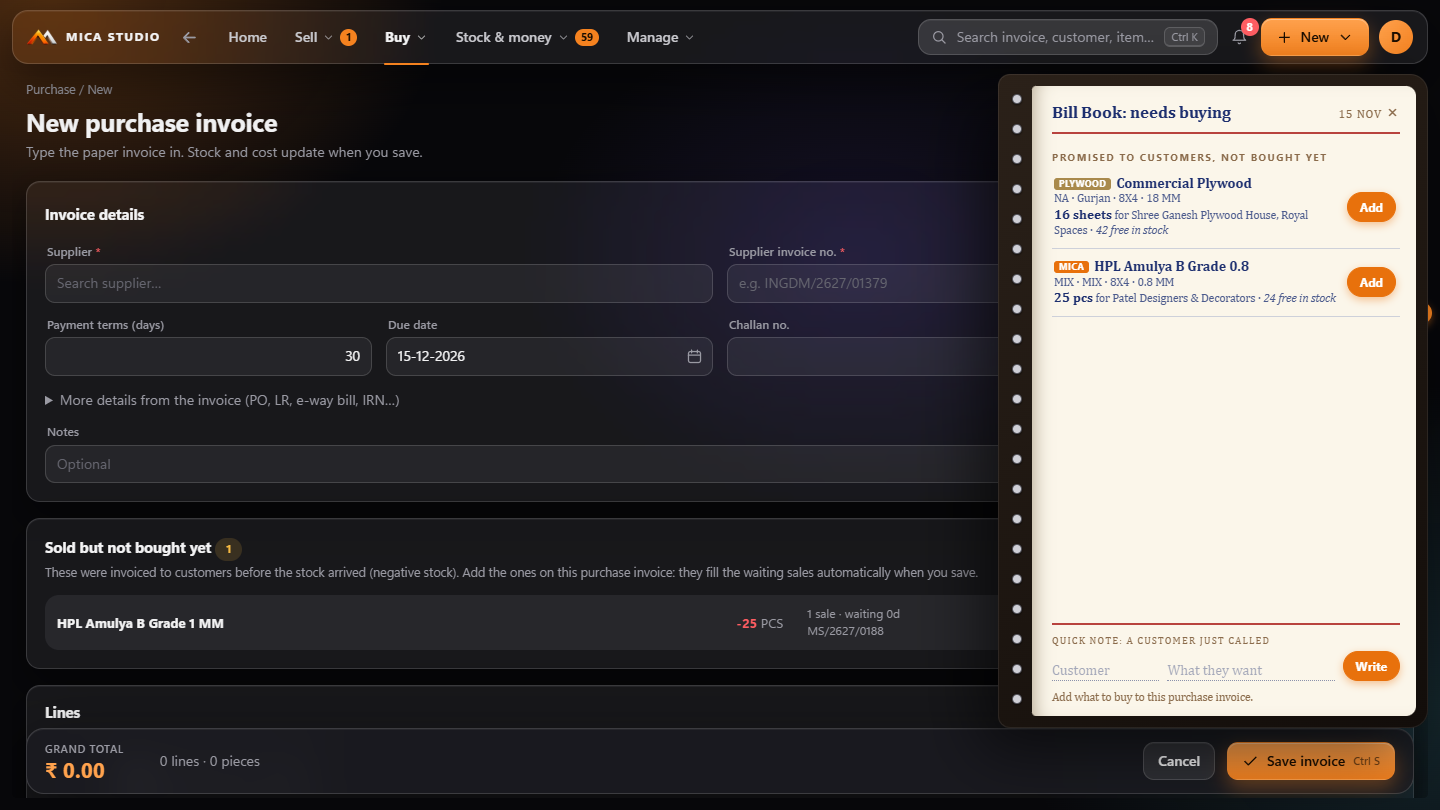 MICA STUDIO
Home
Sell 1
Buy
Stock & money 59
Manage
Search invoice, customer, item... Ctrl K
8
New
D
Purchase / New
New purchase invoice
Type the paper invoice in. Stock and cost update when you save.
Invoice details
Supplier *
Search supplier...
Supplier invoice no. *
e.g. INGDM/2627/01379
Payment terms (days)
30
Due date
15-12-2026
Challan no.
More details from the invoice (PO, LR, e-way bill, IRN...)
Notes
Optional
Sold but not bought yet 1
These were invoiced to customers before the stock arrived (negative stock). Add the ones on this purchase invoice: they fill the waiting sales automatically when you save.
HPL Amulya B Grade 1 MM
-25 PCS
1 sale · waiting 0d
MS/2627/0188
Lines
GRAND TOTAL
₹ 0.00
0 lines · 0 pieces
Cancel
Save invoice Ctrl S
Bill Book: needs buying
15 NOV ×
PROMISED TO CUSTOMERS, NOT BOUGHT YET
PLYWOOD Commercial Plywood
NA · Gurjan · 8X4 · 18 MM
16 sheets for Shree Ganesh Plywood House, Royal
Spaces · 42 free in stock
Add
MICA HPL Amulya B Grade 0.8
MIX · MIX · 8X4 · 0.8 MM
25 pcs for Patel Designers & Decorators · 24 free in stock
Add
QUICK NOTE: A CUSTOMER JUST CALLED
Customer
What they want
Write
Add what to buy to this purchase invoice.